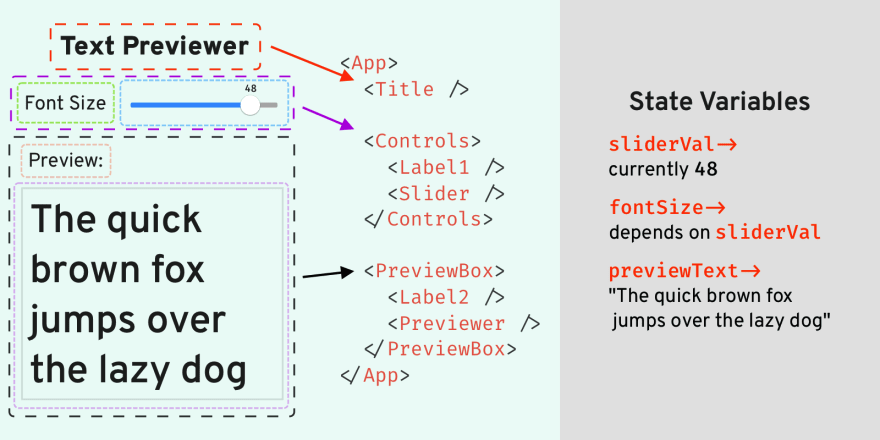 Text Previewer
Font Size
48
Preview:
The quick
brown fox
jumps over
the lazy dog
<App>
<Title />
<Controls>
<Label1 />
<Slider />
</Controls>
<PreviewBox>
<Label2 />
<Previewer />
</PreviewBox>
</App>
State Variables
sliderVal→
currently 48
fontSize→
depends on sliderVal
previewText→
"The quick brown fox
jumps over the lazy dog"